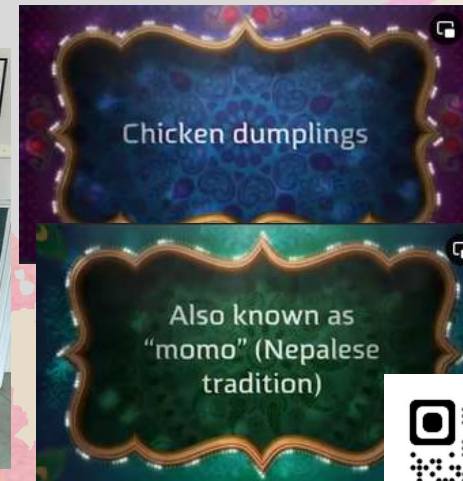 Chicken dumplings
Also known as
“momo” (Nepalese
tradition)